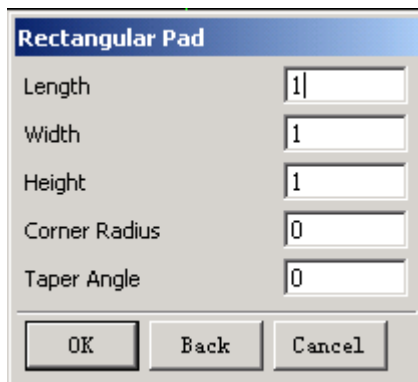 Rectangular Pad
Length 1
Width 1
Height 1
Corner Radius 0
Taper Angle 0
OK Back Cancel